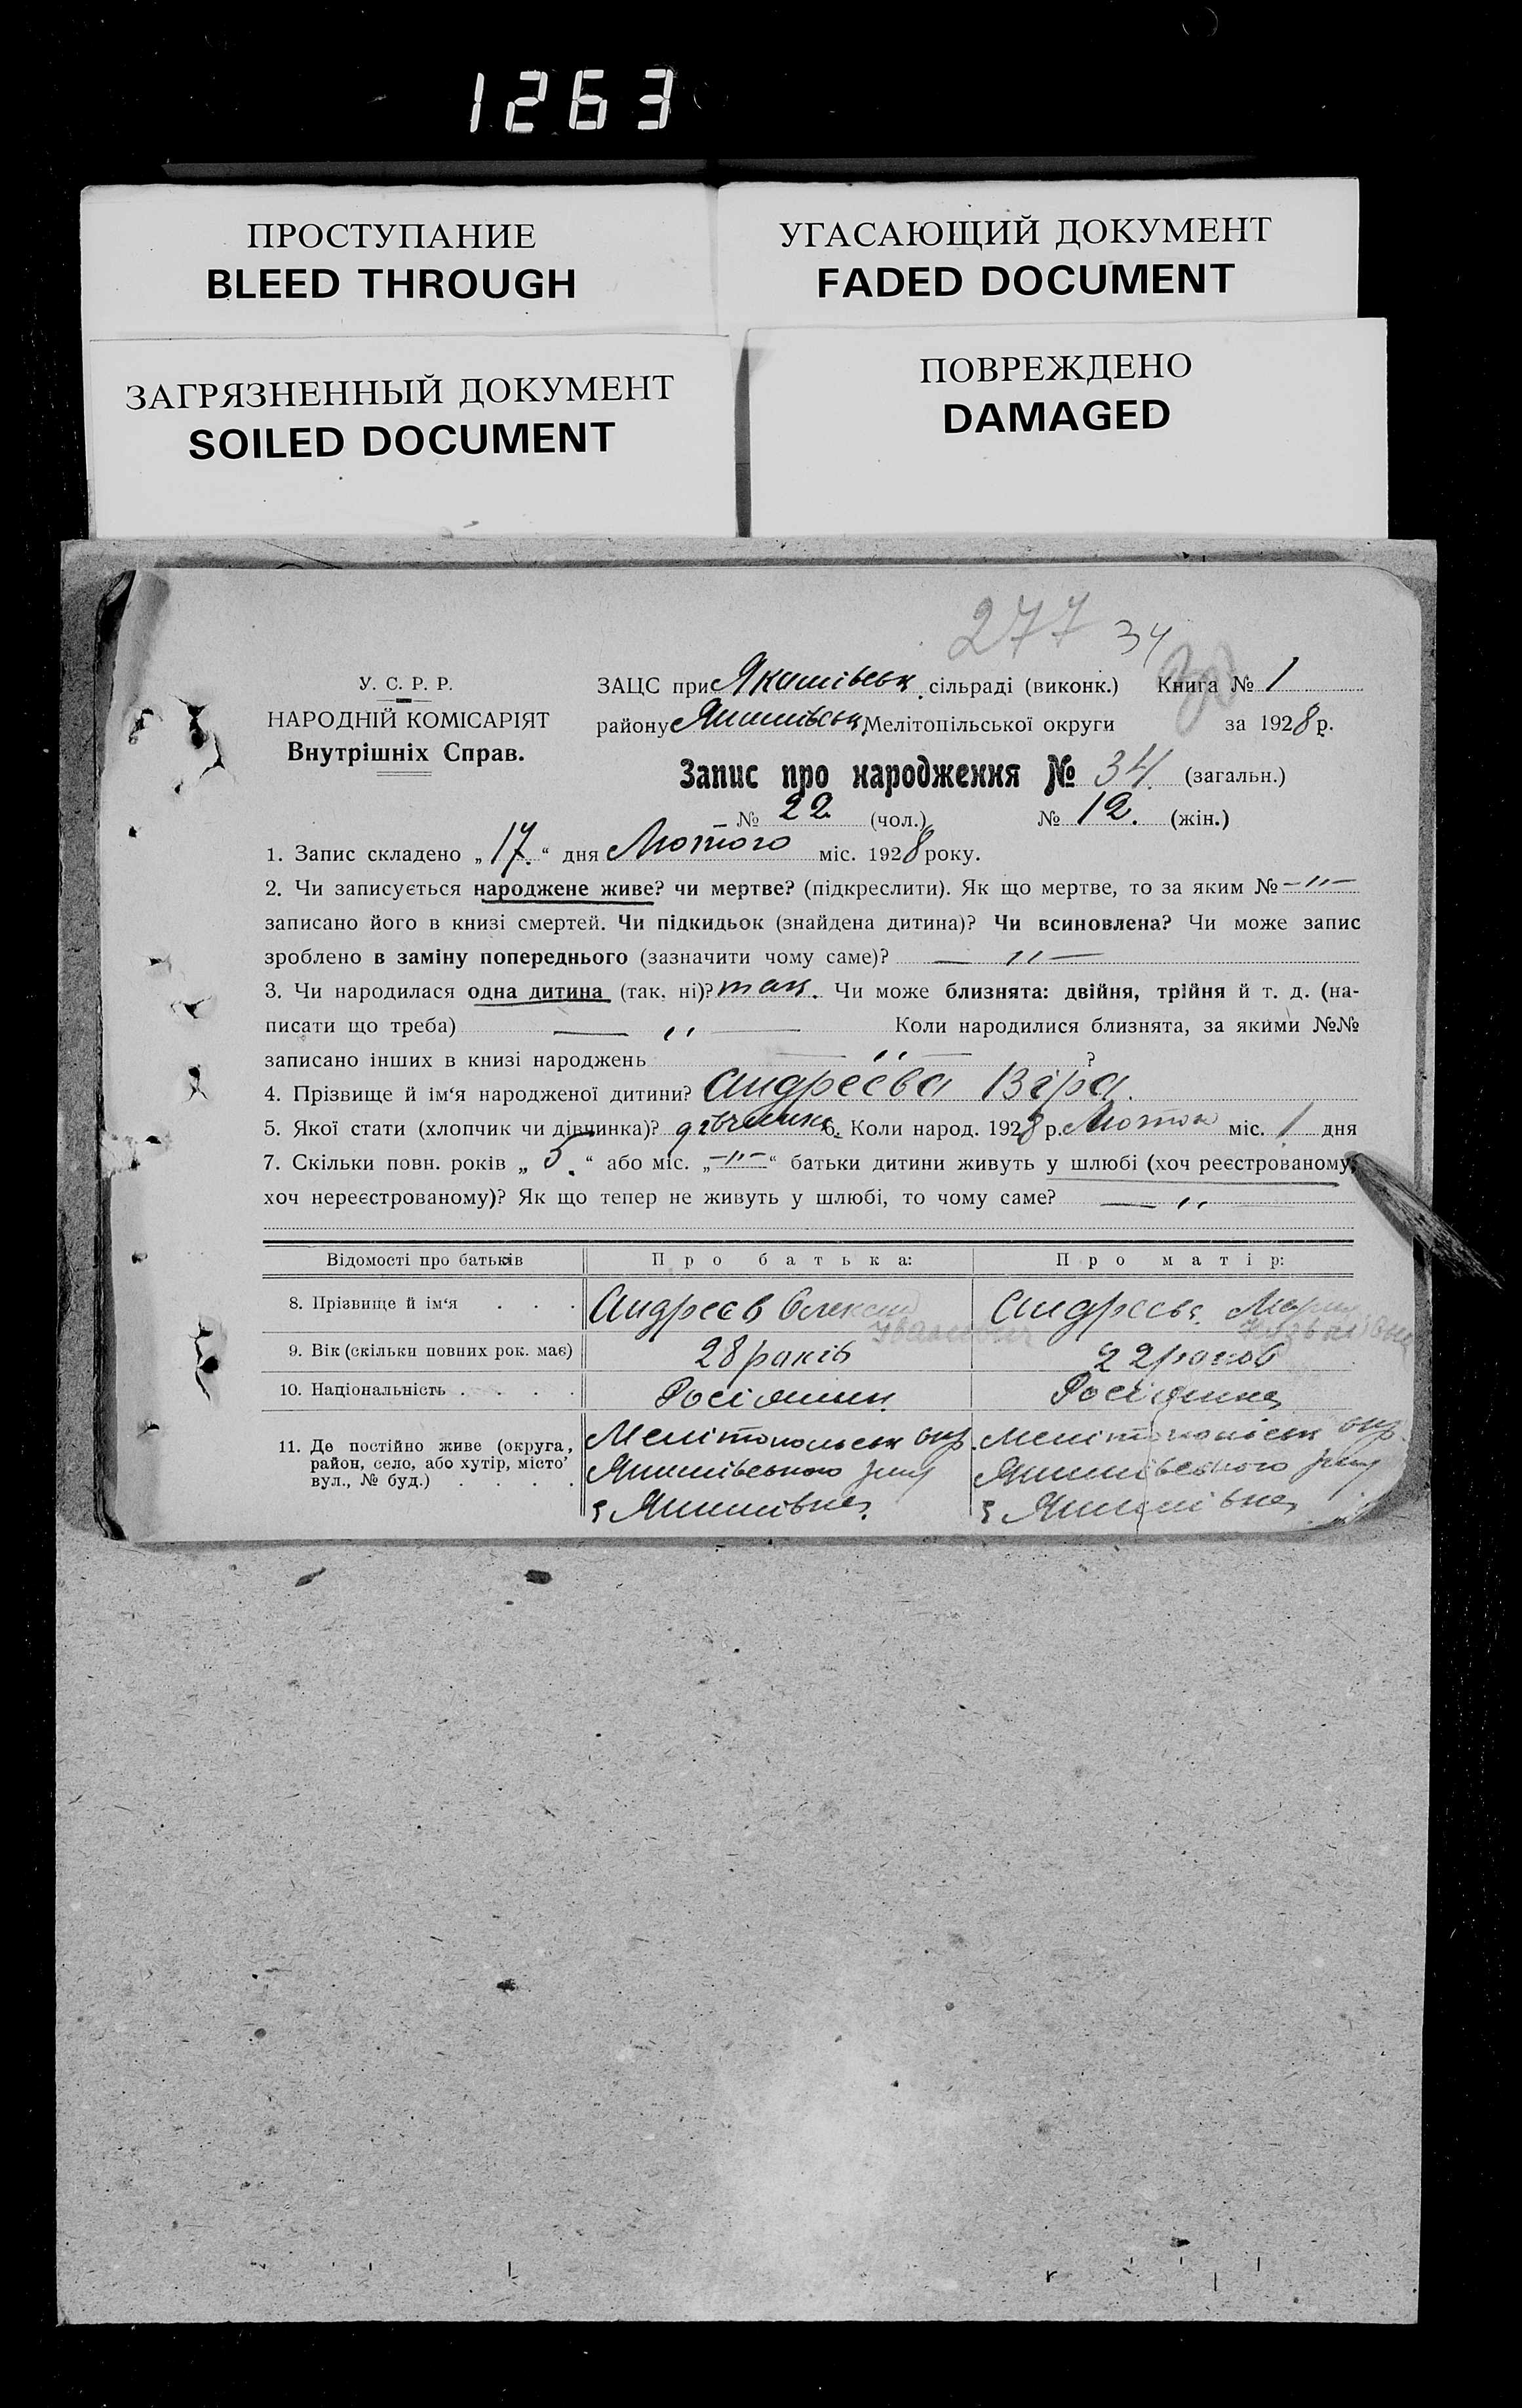 1263
ПРОСТУПАНИЕ
BLEED THROUGH
УГАСАЮЩИЙ ДОКУМЕНТ
FADED DOCUMENT
ЗАГРЯЗНЕННЫЙ ДОКУМЕНТ
SOILED DOCUMENT
ПОВРЕЖДЕНО
DAMAGED
277 34
У. С. Р. Р.
НАРОДНІЙ КОМІСАРІЯТ
Внутрішніх Справ.
ЗАЦС при сільраді (виконк.) Книга № 1
району Мелітопільської округи за 1928 р.
Запис про народження № 34. (загальн.)
№ 22 (чол.) № 12. (жін.)
1. Запис складено „17.“ дня Лютого міс. 1928 року.
2. Чи записується народжене живе? чи мертве? (підкреслити). Як що мертве, то за яким № —"—
записано його в книзі смертей. Чи підкидьок (знайдена дитина)? Чи всиновлена? Чи може запис
зроблено в заміну попереднього (зазначити чому саме)? — " —
3. Чи народилася одна дитина (так, ні)? так. Чи може близнята: двійня, трійня й т. д. (на-
писати що треба) — " — Коли народилися близнята, за якими №№
записано інших в книзі народжень — " — ?
4. Прізвище й ім‘я народженої дитини? Андреєва Віра.
5. Якої стати (хлопчик чи дівчинка)? дівчинка. 6. Коли народ. 1928 р. міс. 1 дня
7. Скільки повн. років „5.“ або міс. „—"—“ батьки дитини живуть у шлюбі (хоч реєстрованому,
хоч нереєстрованому)? Як що тепер не живуть у шлюбі, то чому саме? — " —
Відомості про батьків Про батька: Про матір:
8. Прізвище й ім‘я . . . Андреєв Олексій Андреєва Мария
Іванович
9. Вік (скільки повних рок. має) 28 років 22 роков
10. Національність . . . . Росіянин Росіянка
11. Де постійно живе (округа,
район, село, або хутір, місто’
вул., № буд.) . . . .
Мелітопольськ окр. Мелітопольськ окр.